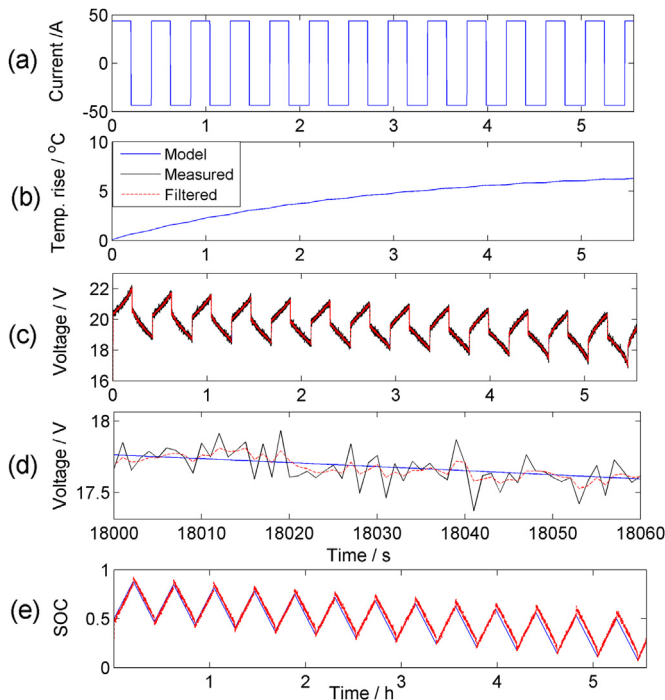 (a)
Current /A
50
0
-50
0 1 2 3 4 5
(b)
Temp. rise / °C
10
5
0
Model
Measured
Filtered
0 1 2 3 4 5
(c)
Voltage / V
22
20
18
16
0 1 2 3 4 5
(d)
Voltage / V
18
17.5
18000 18010 18020 18030 18040 18050 18060
Time / s
(e)
SOC
1
0.5
0
1 2 3 4 5
Time / h